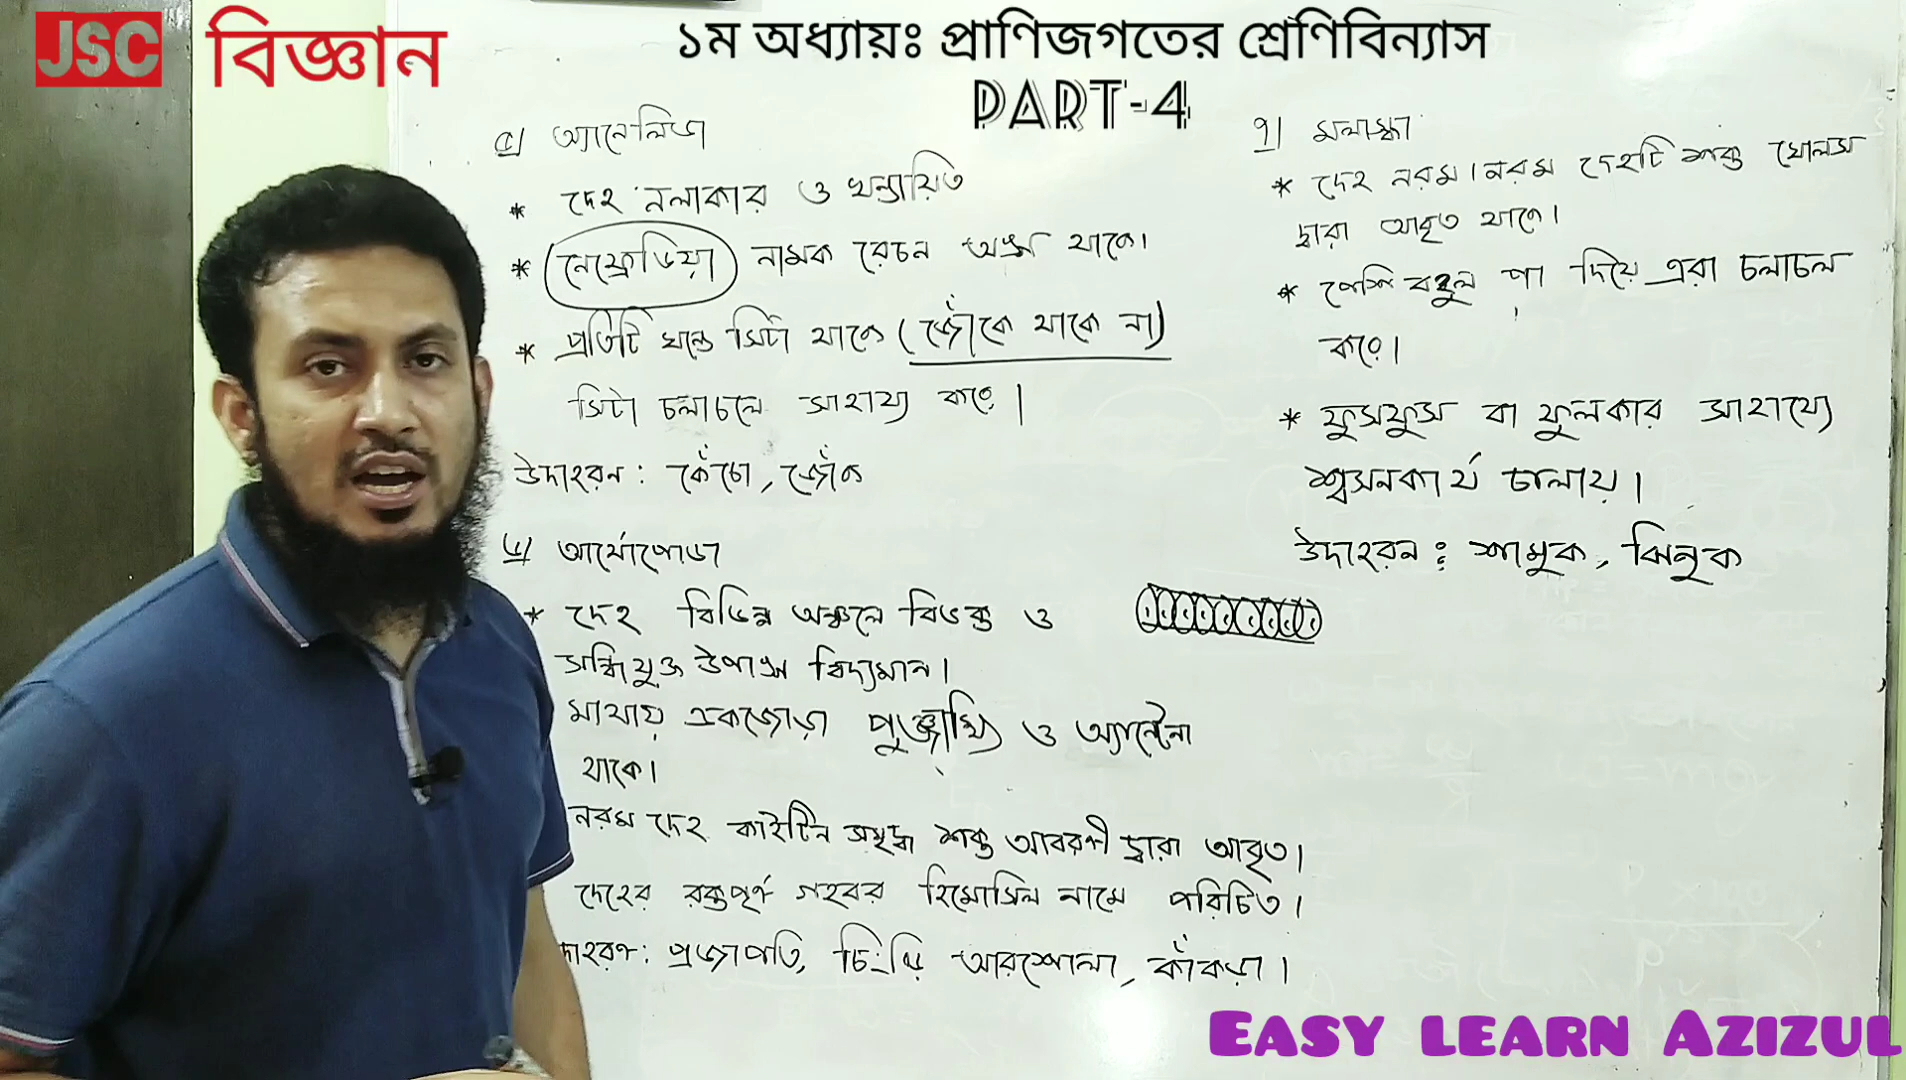 JSC বিজ্ঞান
১ম অধ্যায়ঃ প্রাণিজগতের শ্রেণিবিন্যাস
PART-4
৫| অ্যানেলিডা
* দেহ নলাকার ও খন্ডায়িত
* নেফ্রেডিয়া নামক রেচন অঙ্গ থাকে।
* প্রতিটি খন্ডে সিটা থাকে (জোঁকে থাকে না)
সিটা চলাচলে সাহায্য করে।
উদাহরন: কেঁচো, জোঁক
৬| আর্থোপোডা
* দেহ বিভিন্ন অঞ্চলে বিভক্ত ও
সন্ধিযুক্ত উপাঙ্গ বিদ্যমান।
মাথায় একজোড়া পুঞ্জাক্ষি ও অ্যান্টেনা
থাকে।
নরম দেহ কাইটিন সমৃদ্ধ শক্ত আবরণী দ্বারা আবৃত।
দেহের রক্তপূর্ণ গহবর হিমোসিল নামে পরিচিত।
দাহরণ: প্রজাপতি, চিংড়ি আরশোলা, কাঁকড়া।
৭| মলাস্কা
* দেহ নরম। নরম দেহটি শক্ত খোলস
দ্বারা আবৃত থাকে।
* পেশি বহুল পা দিয়ে এরা চলাচল
করে।
* ফুসফুস বা ফুলকার সাহায্যে
শ্বসনকার্য চালায়।
উদাহরন: শামুক, ঝিনুক
EASY LEARN AZIZUL